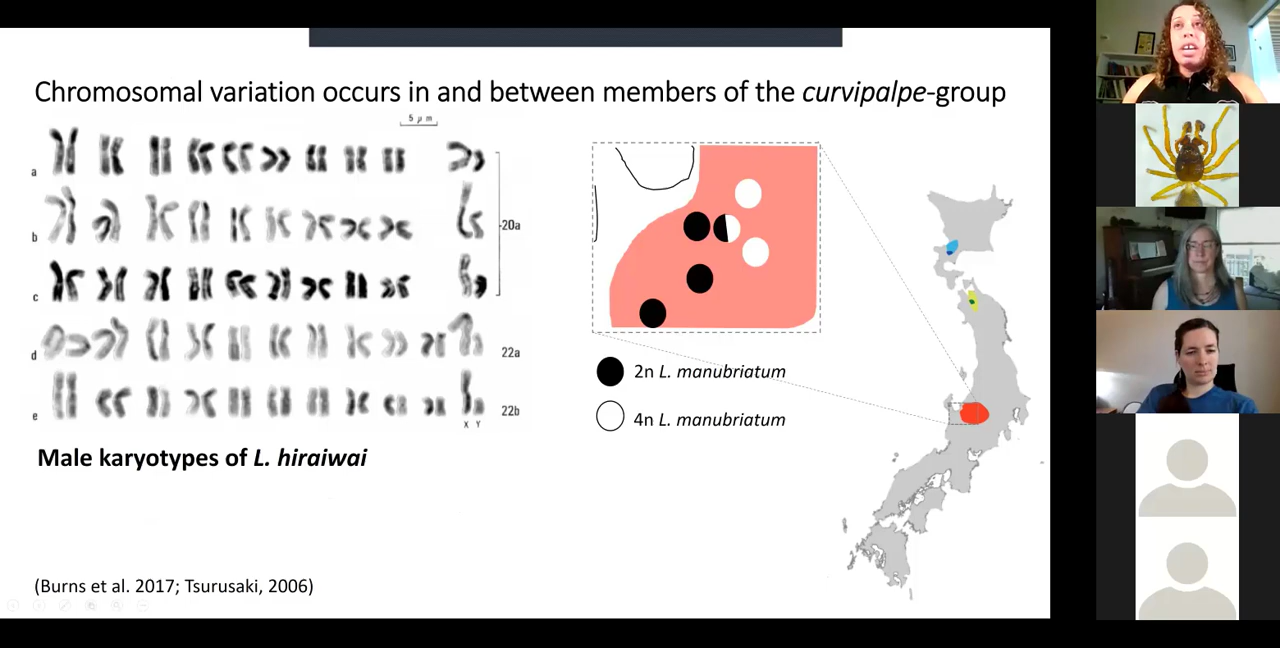 Chromosomal variation occurs in and between members of the curvipalpe-group
5 μm
a
b
c
d
e
20a
22a
22b
X Y
Male karyotypes of L. hiraiwai
2n L. manubriatum
4n L. manubriatum
(Burns et al. 2017; Tsurusaki, 2006)